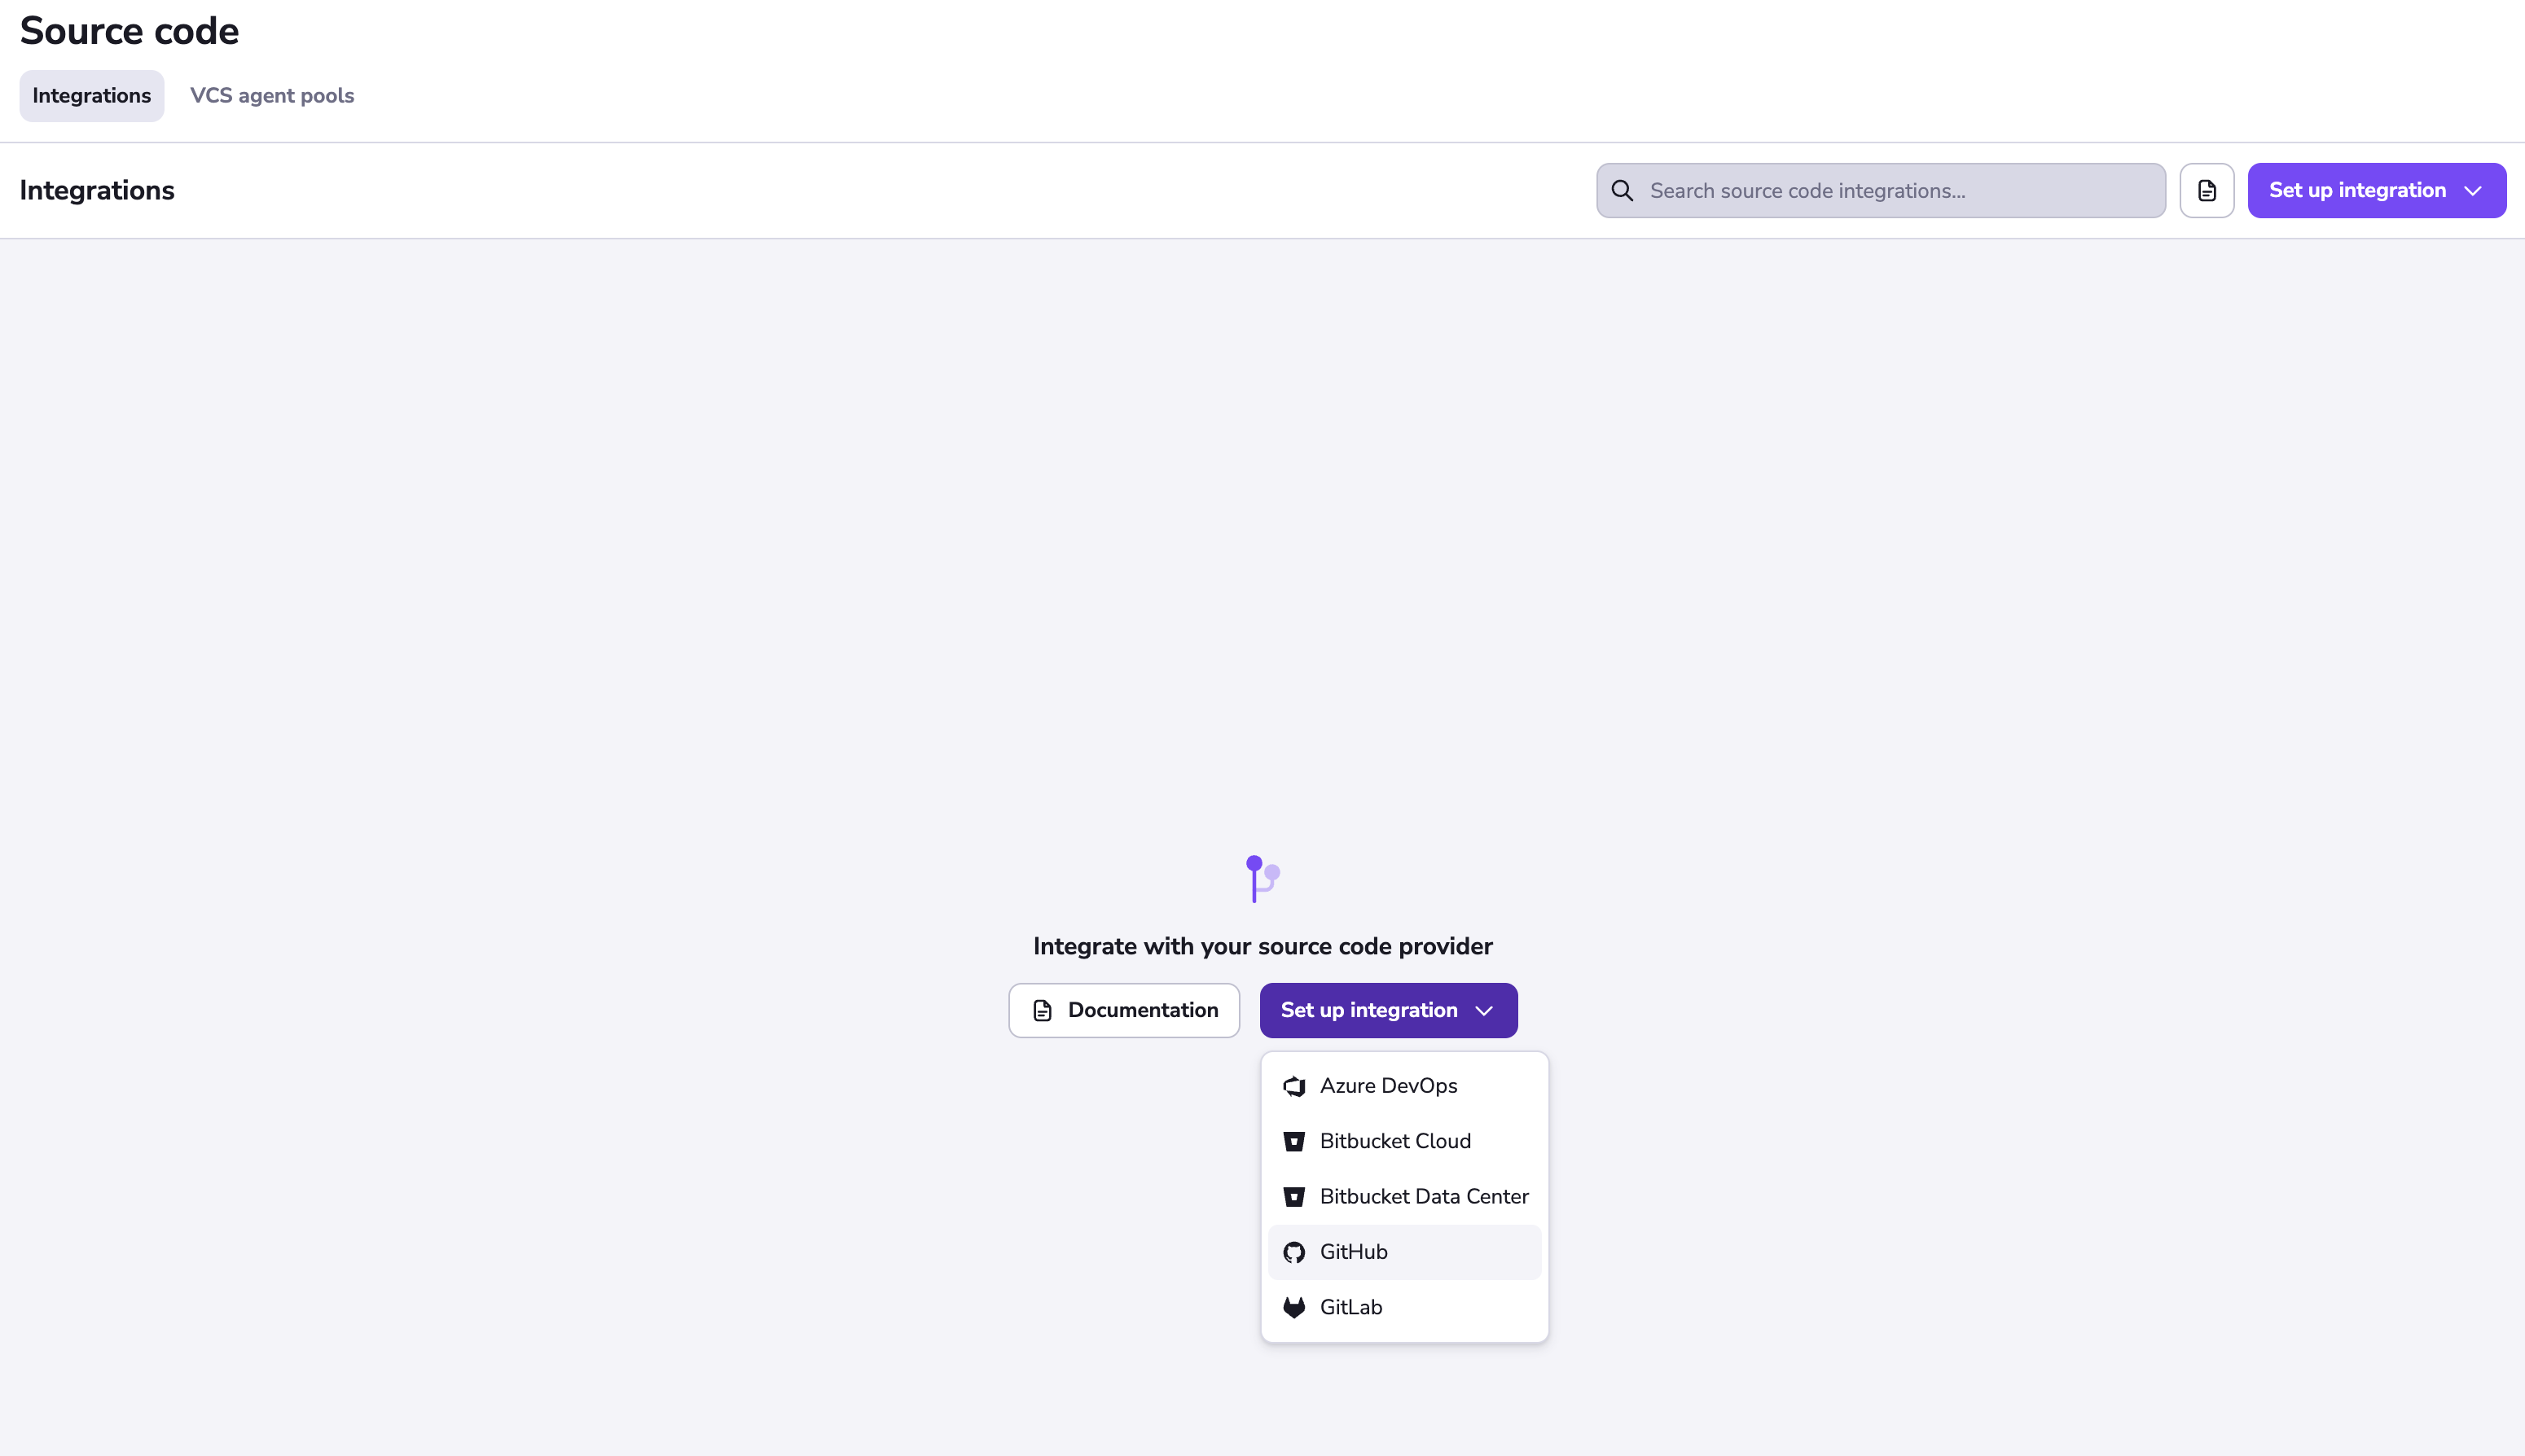 Source code
Integrations
VCS agent pools
Integrations
Search source code integrations...
Set up integration
Integrate with your source code provider
Documentation
Set up integration
Azure DevOps
Bitbucket Cloud
Bitbucket Data Center
GitHub
GitLab